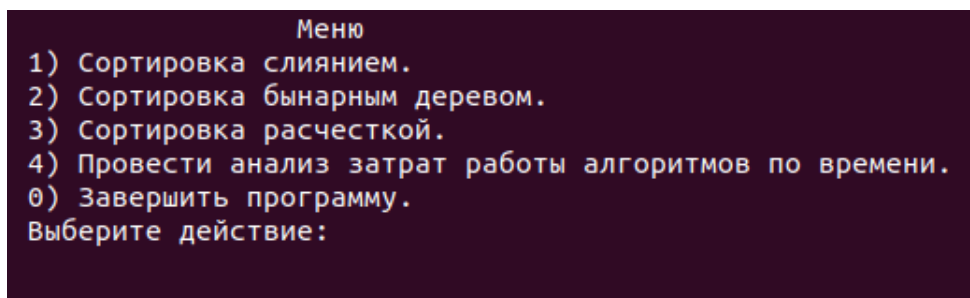 Меню
1) Сортировка слиянием.
2) Сортировка бынарным деревом.
3) Сортировка расчесткой.
4) Провести анализ затрат работы алгоритмов по времени.
0) Завершить программу.
Выберите действие: